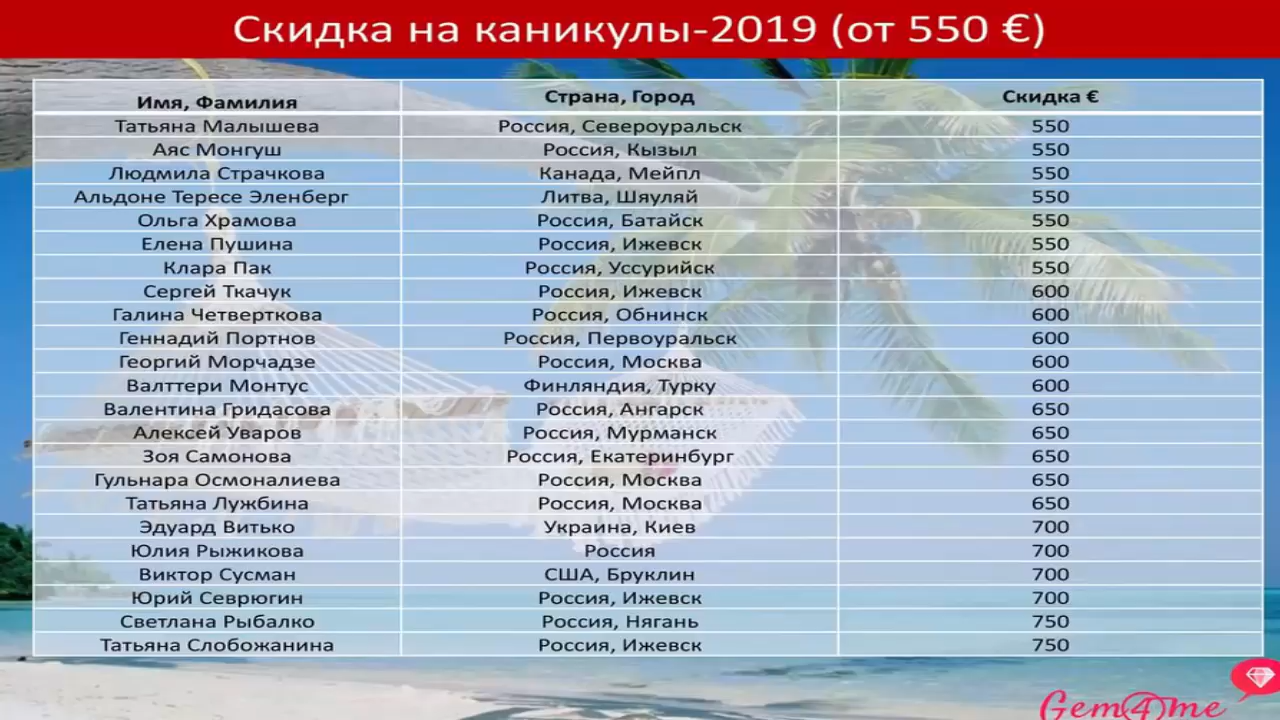 Скидка на каникулы-2019 (от 550 €)
Имя, Фамилия Страна, Город Скидка €
Татьяна Малышева Россия, Североуральск 550
Аяс Монгуш Россия, Кызыл 550
Людмила Страчкова Канада, Мейпл 550
Альдоне Тересе Эленберг Литва, Шяуляй 550
Ольга Храмова Россия, Батайск 550
Елена Пушина Россия, Ижевск 550
Клара Пак Россия, Уссурийск 550
Сергей Ткачук Россия, Ижевск 600
Галина Четверткова Россия, Обнинск 600
Геннадий Портнов Россия, Первоуральск 600
Георгий Морчадзе Россия, Москва 600
Валттери Монтус Финляндия, Турку 600
Валентина Гридасова Россия, Ангарск 650
Алексей Уваров Россия, Мурманск 650
Зоя Самонова Россия, Екатеринбург 650
Гульнара Осмоналиева Россия, Москва 650
Татьяна Лужбина Россия, Москва 650
Эдуард Витько Украина, Киев 700
Юлия Рыжикова Россия 700
Виктор Сусман США, Бруклин 700
Юрий Севрюгин Россия, Ижевск 700
Светлана Рыбалко Россия, Нягань 750
Татьяна Слобожанина Россия, Ижевск 750
Gem4me